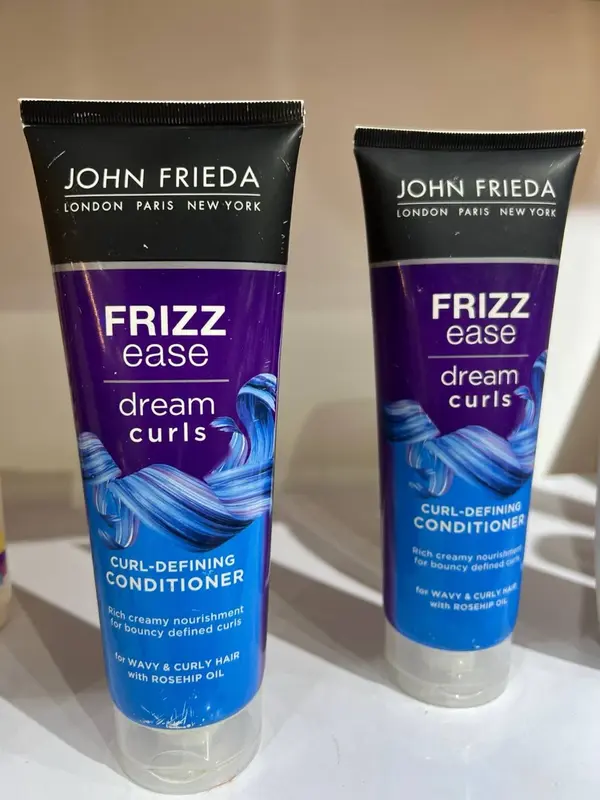 JOHN FRIEDA
LONDON PARIS NEW YORK
FRIZZ
ease
dream
curls
CURL-DEFINING
CONDITIONER
Rich creamy nourishment
for bouncy defined curls
for WAVY & CURLY HAIR
with ROSEHIP OIL
JOHN FRIEDA
LONDON PARIS NEW YORK
FRIZZ
ease
dream
curls
CURL-DEFINING
CONDITIONER
Rich creamy nourishment
for bouncy defined curls
for WAVY & CURLY HAIR
with ROSEHIP OIL